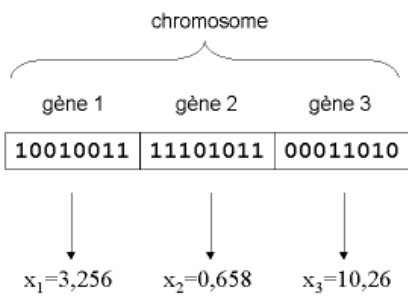 chromosome
gène 1 gène 2 gène 3
10010011 11101011 00011010
x₁=3,256 x₂=0,658 x₃=10,26